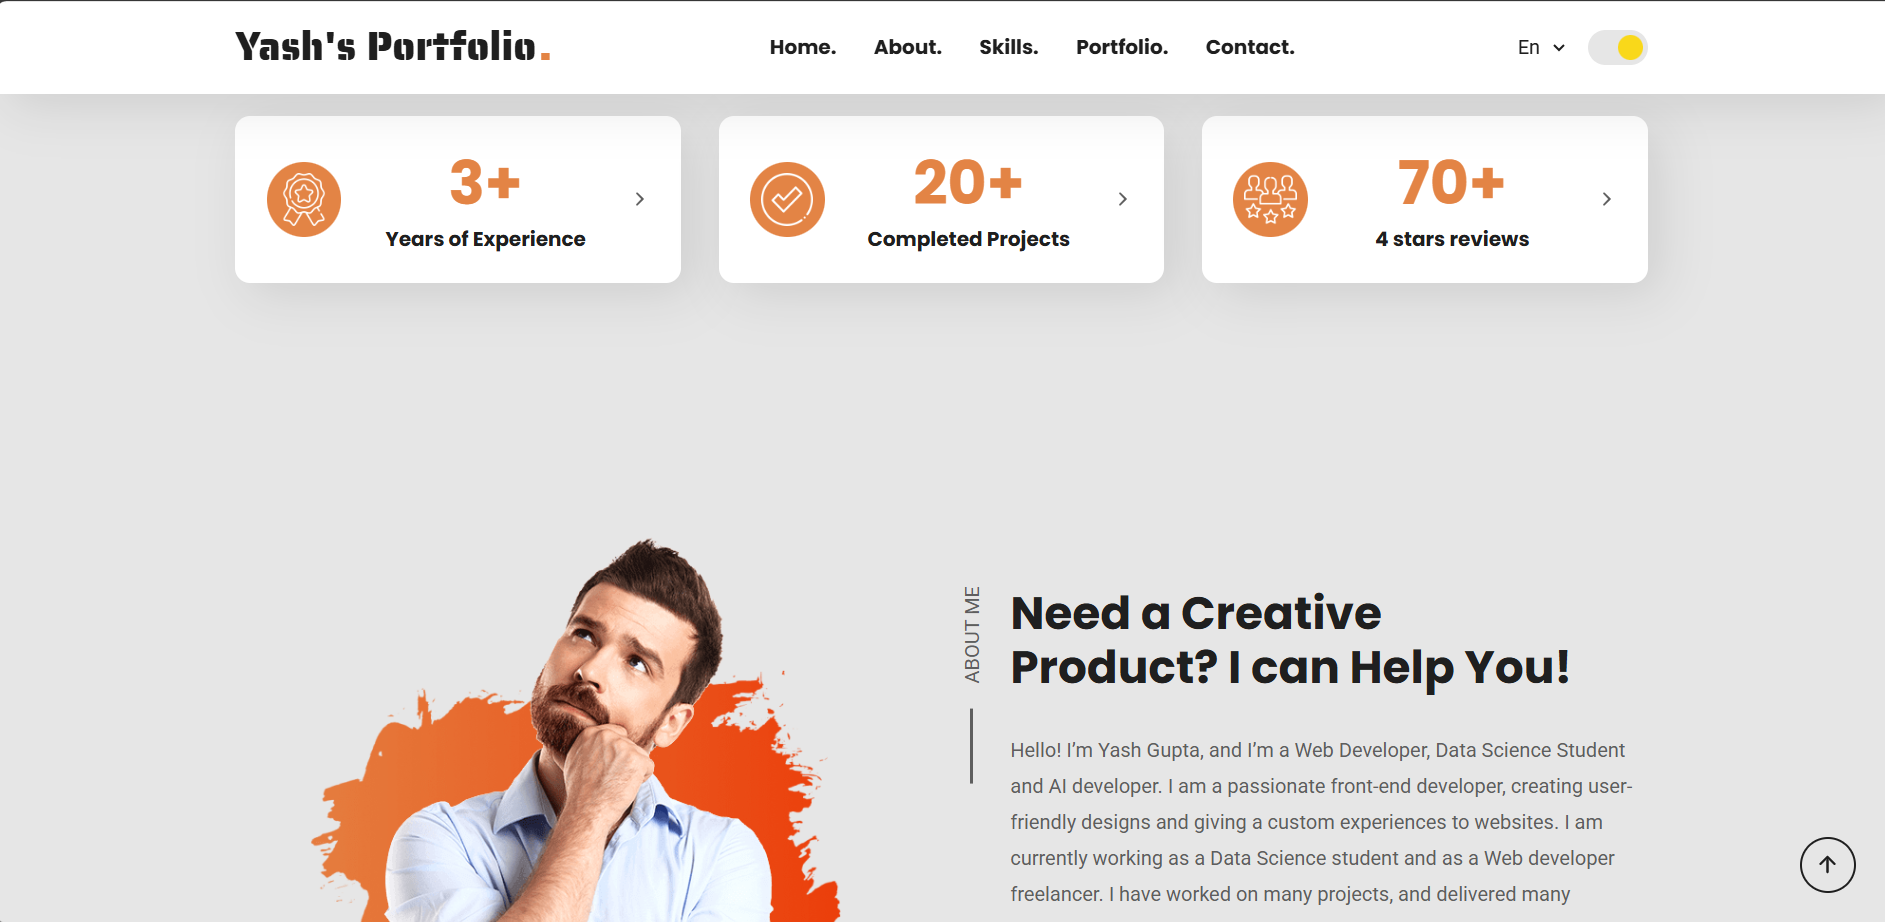 Yash's Portfolio.
Home. About. Skills. Portfolio. Contact.
En
3+
Years of Experience
20+
Completed Projects
70+
4 stars reviews
ABOUT ME
Need a Creative
Product? I can Help You!
Hello! I’m Yash Gupta, and I’m a Web Developer, Data Science Student
and AI developer. I am a passionate front-end developer, creating user-
friendly designs and giving a custom experiences to websites. I am
currently working as a Data Science student and as a Web developer
freelancer. I have worked on many projects, and delivered many